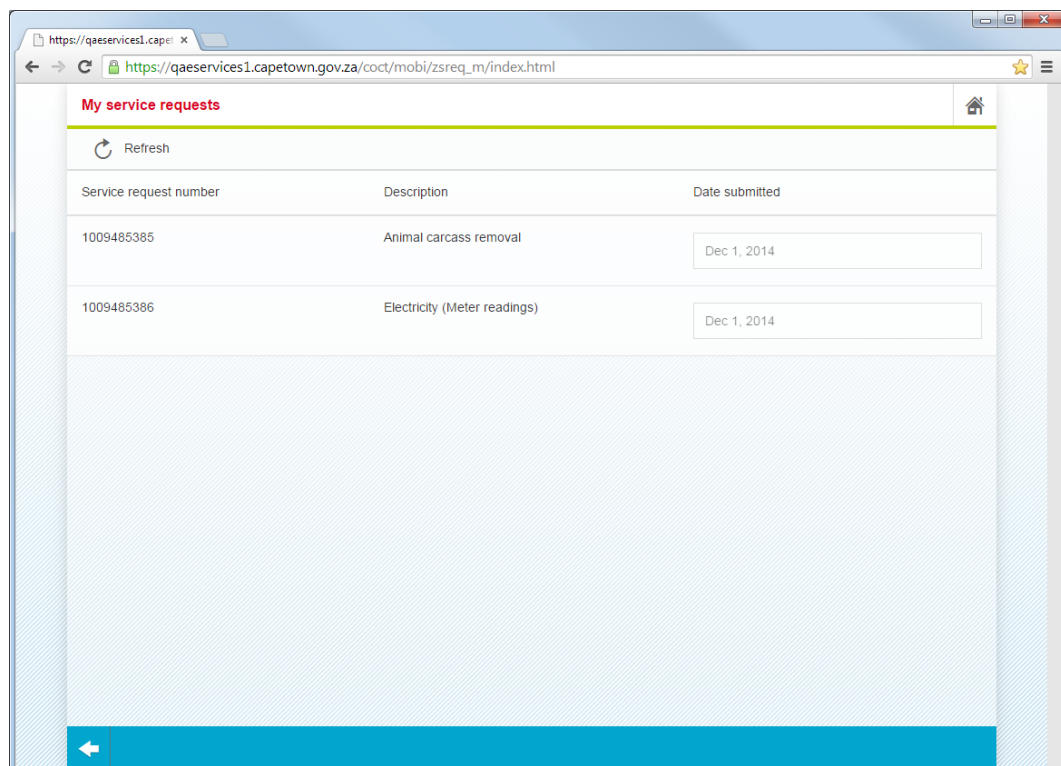 https://qaeservices1.capet
https://qaeservices1.capetown.gov.za/coct/mobi/zsreq_m/index.html
My service requests
Refresh
Service request number Description Date submitted
1009485385 Animal carcass removal Dec 1, 2014
1009485386 Electricity (Meter readings) Dec 1, 2014